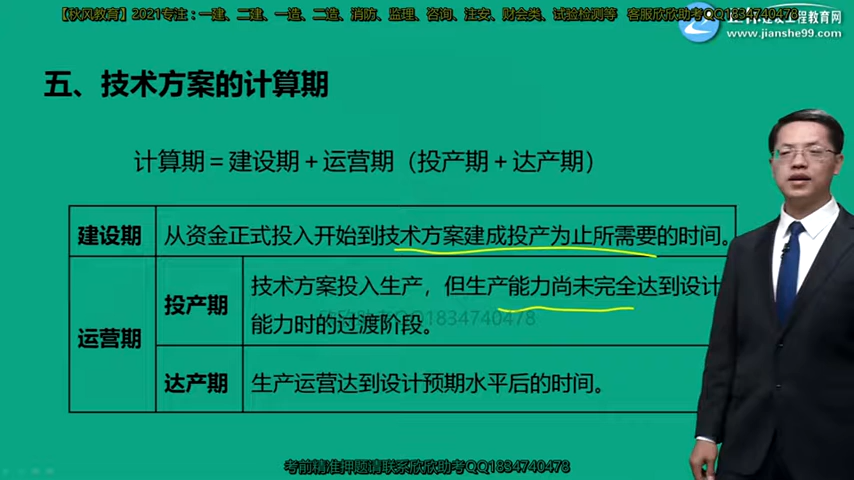 【秋风教育】2021专注：一建、二建、一造、二造、消防、监理、咨询、注安、财会类、试验检测等 客服欣欣助考QQ1834740478
工程教育网
www.jianshe99.com
五、技术方案的计算期
计算期＝建设期＋运营期（投产期＋达产期）
建设期 从资金正式投入开始到技术方案建成投产为止所需要的时间。
运营期
投产期
技术方案投入生产，但生产能力尚未完全达到设计
能力时的过渡阶段。
QQ1834740478
达产期 生产运营达到设计预期水平后的时间。
考前精准押题请联系欣欣助考QQ1834740478